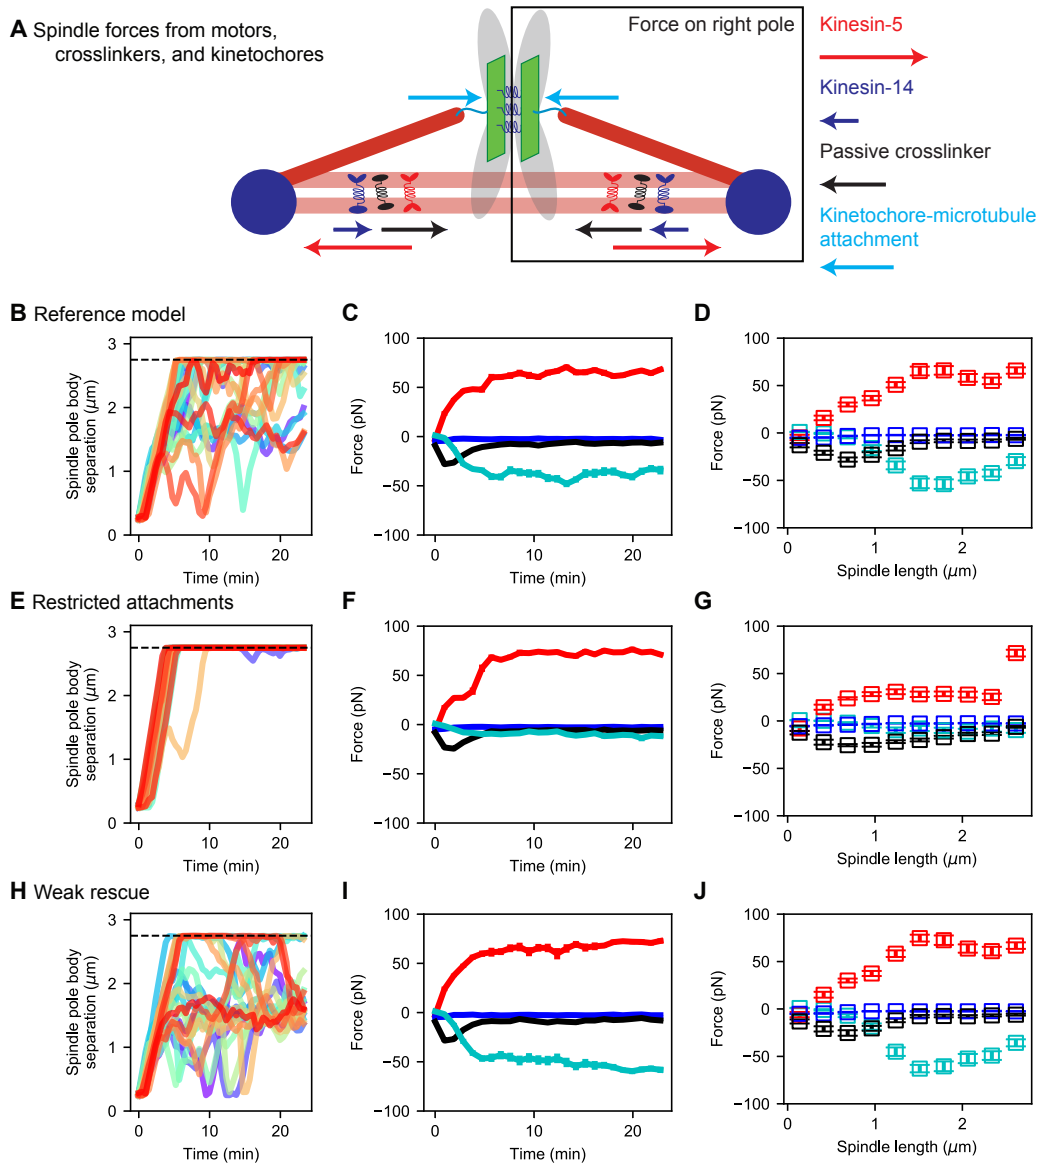 A Spindle forces from motors,
crosslinkers, and kinetochores
Force on right pole
Kinesin-5
Kinesin-14
Passive crosslinker
Kinetochore-microtubule
attachment
B Reference model
Spindle pole body
separation (μm)
3
2
1
0
0 10 20
Time (min)
C
Force (pN)
100
50
0
−50
−100
0 10 20
Time (min)
D
Force (pN)
100
50
0
−50
−100
0 1 2
Spindle length (μm)
E Restricted attachments
Spindle pole body
separation (μm)
3
2
1
0
0 10 20
Time (min)
F
Force (pN)
100
50
0
−50
−100
0 10 20
Time (min)
G
Force (pN)
100
50
0
−50
−100
0 1 2
Spindle length (μm)
H Weak rescue
Spindle pole body
separation (μm)
3
2
1
0
0 10 20
Time (min)
I
Force (pN)
100
50
0
−50
−100
0 10 20
Time (min)
J
Force (pN)
100
50
0
−50
−100
0 1 2
Spindle length (μm)